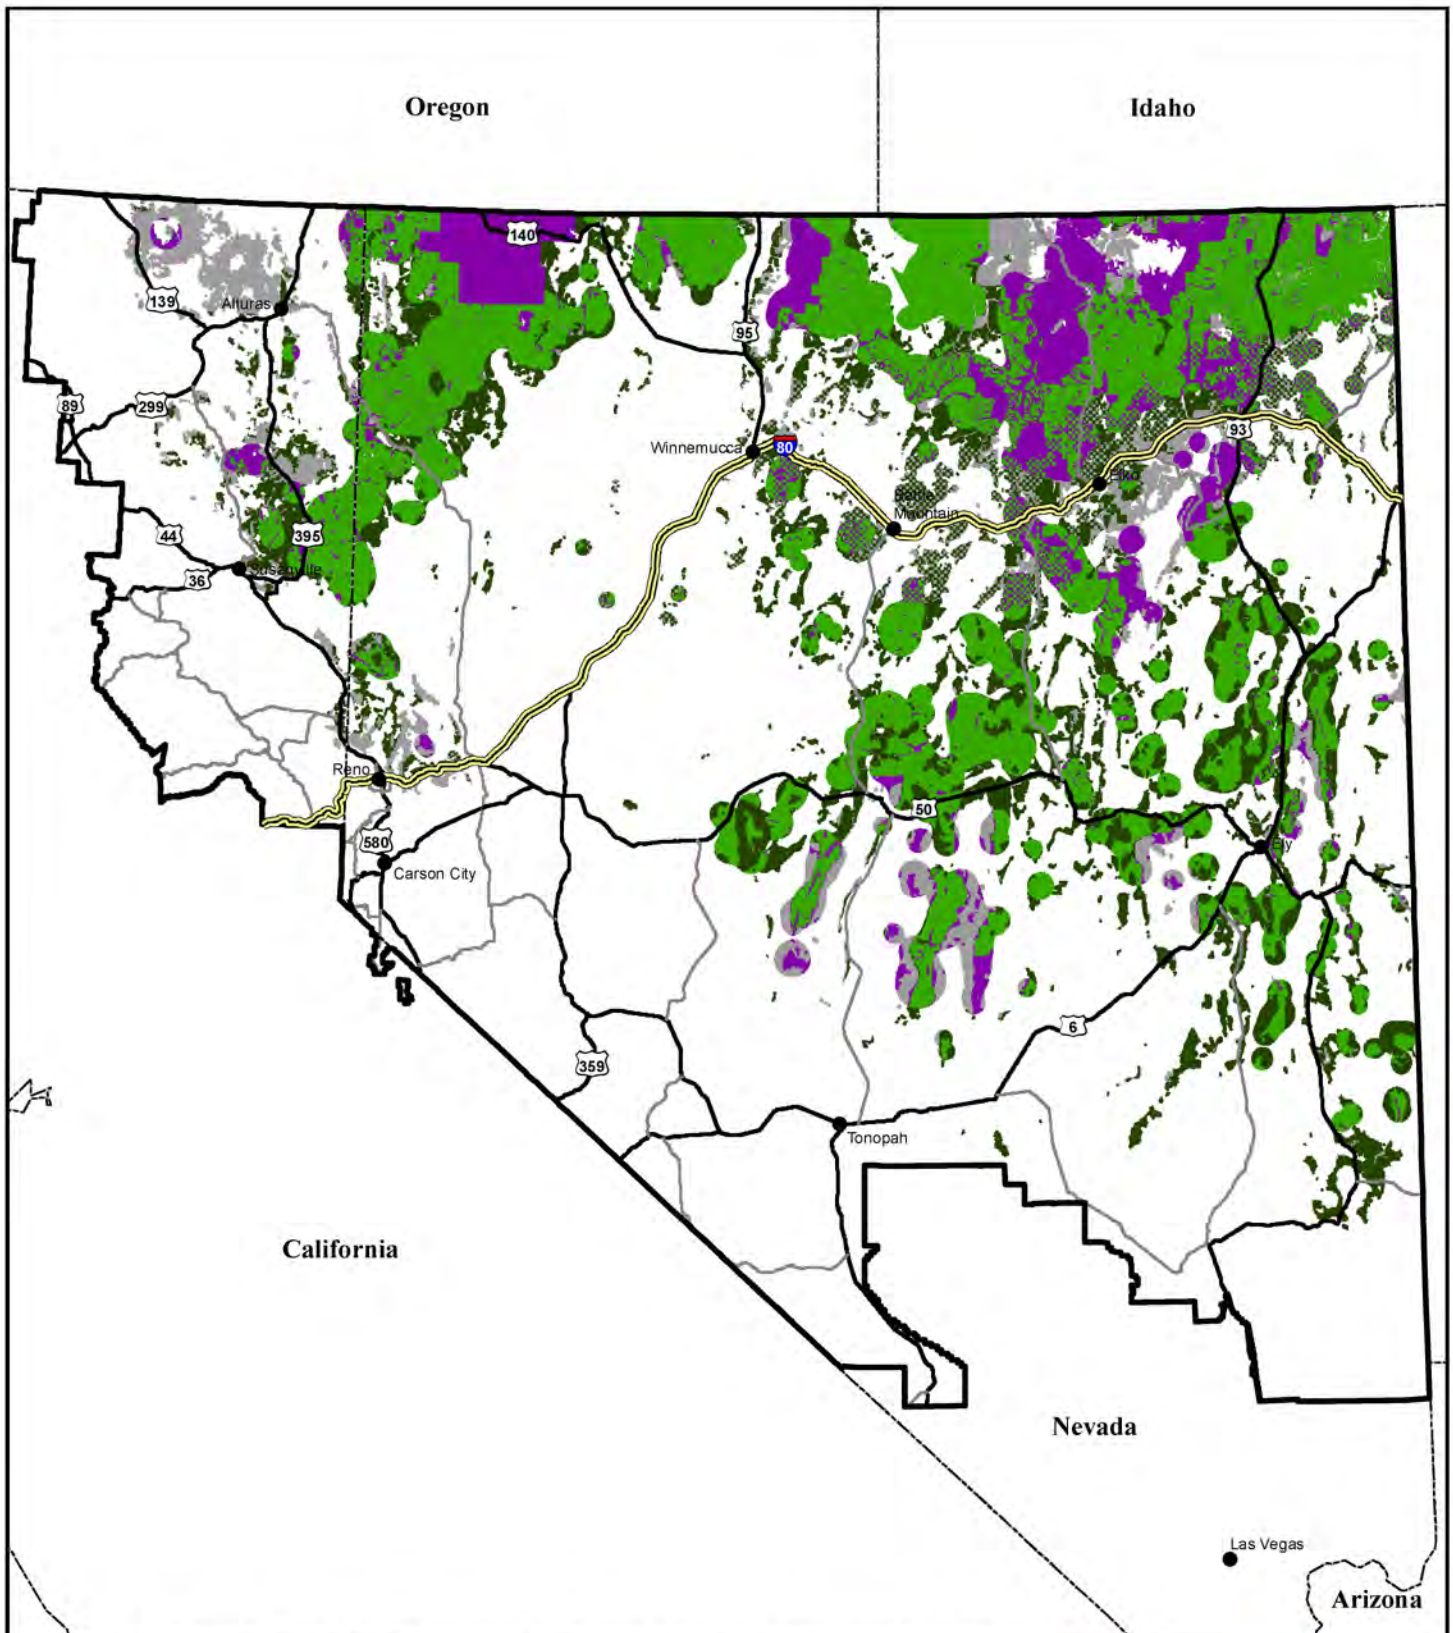 Oregon
Idaho
140
139
Alturas
95
89
299
93
Winnemucca
80
Elko
Battle
Mountain
44
395
36
Susanville
Reno
50
580
Ely
Carson City
6
359
Tonopah
California
Nevada
Las Vegas
Arizona